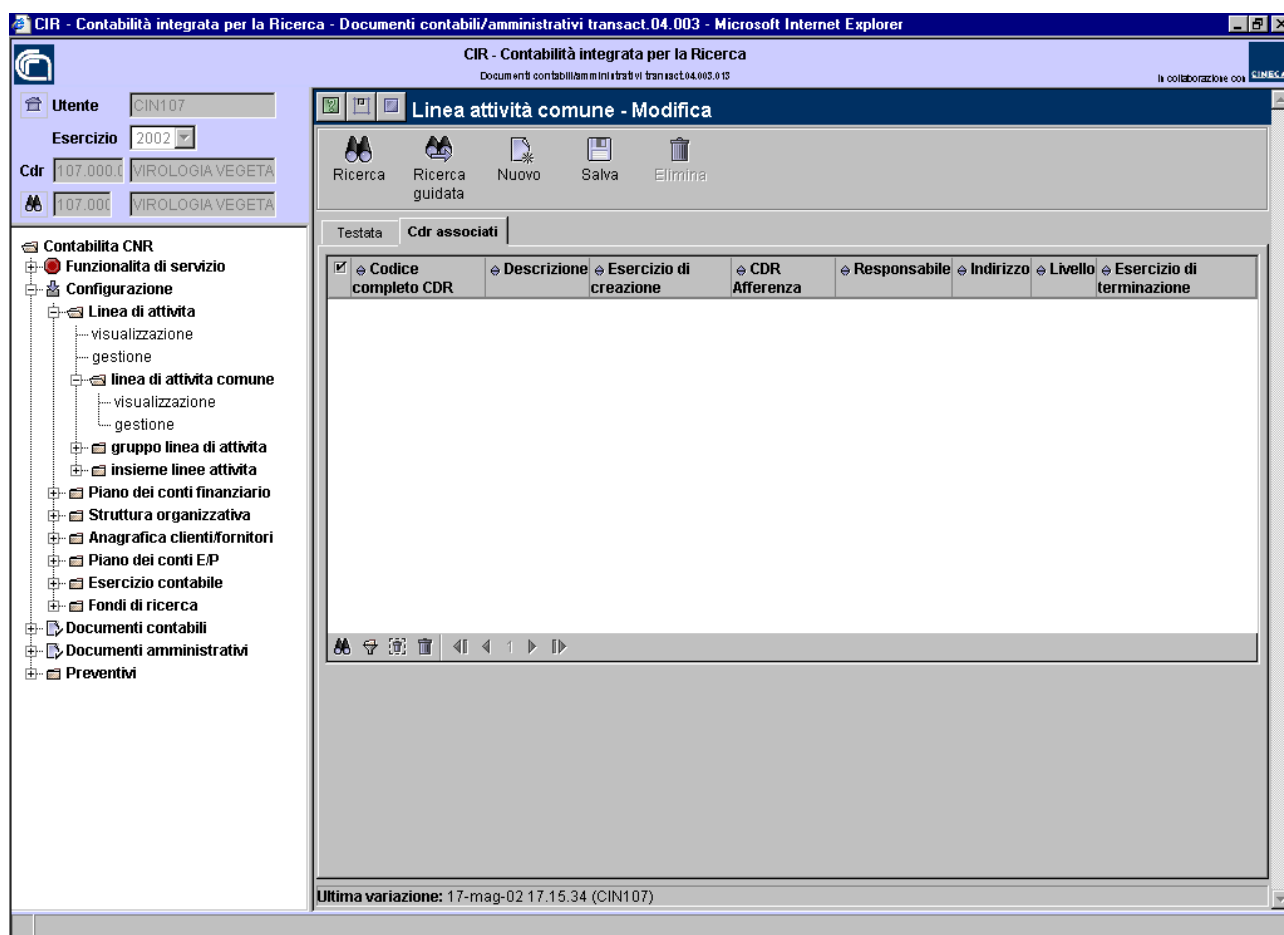 CIR - Contabilità integrata per la Ricerca - Documenti contabili/amministrativi transact.04.003 - Microsoft Internet Explorer
CIR - Contabilità integrata per la Ricerca
Documenti contabili/amministrativi transact.04.003.013
In collaborazione con CINECA
Utente CIN107
Esercizio 2002
Cdr 107.000.0 VIROLOGIA VEGETA
107.000 VIROLOGIA VEGETA
Contabilita CNR
Funzionalita di servizio
Configurazione
Linea di attivita
visualizzazione
gestione
linea di attivita comune
visualizzazione
gestione
gruppo linea di attivita
insieme linee attivita
Piano dei conti finanziario
Struttura organizzativa
Anagrafica clienti/fornitori
Piano dei conti E/P
Esercizio contabile
Fondi di ricerca
Documenti contabili
Documenti amministrativi
Preventivi
Linea attività comune - Modifica
Ricerca
Ricerca guidata
Nuovo
Salva
Elimina
Testata
Cdr associati
Codice completo CDR
Descrizione
Esercizio di creazione
CDR Afferenza
Responsabile
Indirizzo
Livello
Esercizio di terminazione
1
Ultima variazione: 17-mag-02 17.15.34 (CIN107)